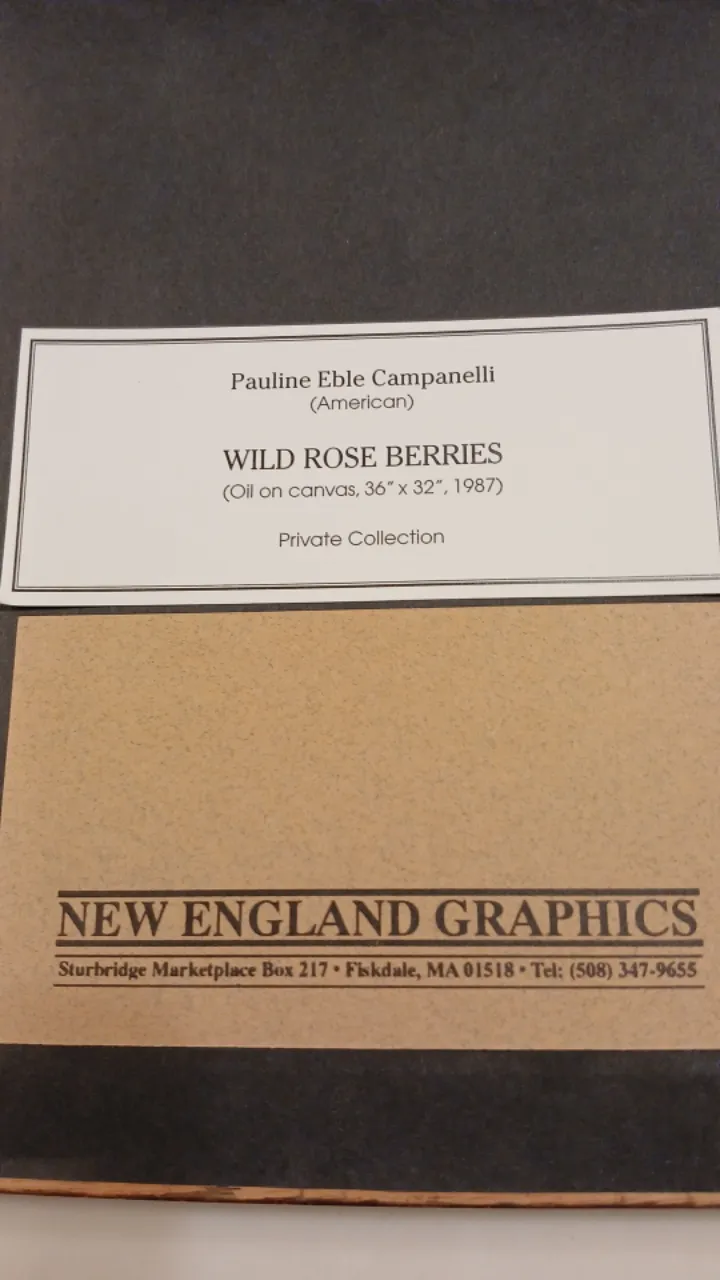 Pauline Eble Campanelli
(American)
WILD ROSE BERRIES
(Oil on canvas, 36" x 32", 1987)
Private Collection
NEW ENGLAND GRAPHICS
Sturbridge Marketplace Box 217 • Fiskdale, MA 01518 • Tel: (508) 347-9655